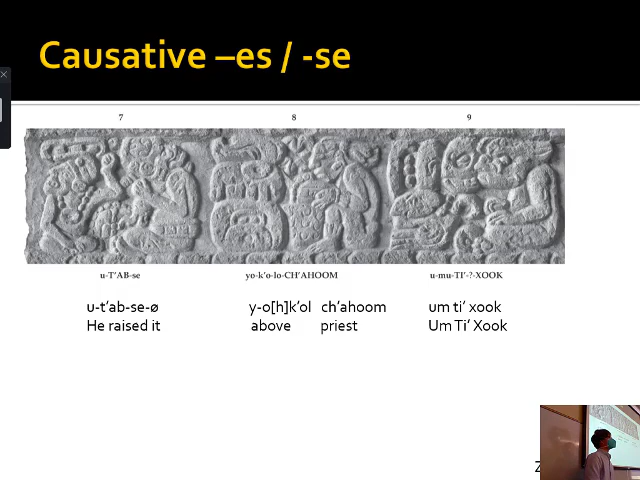 Causative –es / -se
7 8 9
u-T'AB-se yo-k'o-lo-CH'AHOOM u-mu-TI'-?-XOOK
u-t'ab-se-ø y-o[h]k'ol ch'ahoom um ti' xook
He raised it above priest Um Ti' Xook